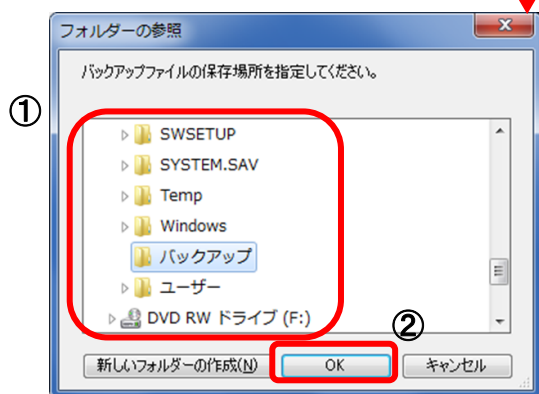 フォルダーの参照
バックアップファイルの保存場所を指定してください。
①
SWSETUP
SYSTEM.SAV
Temp
Windows
バックアップ
ユーザー
DVD RW ドライブ (F:)
②
新しいフォルダーの作成(N) OK キャンセル